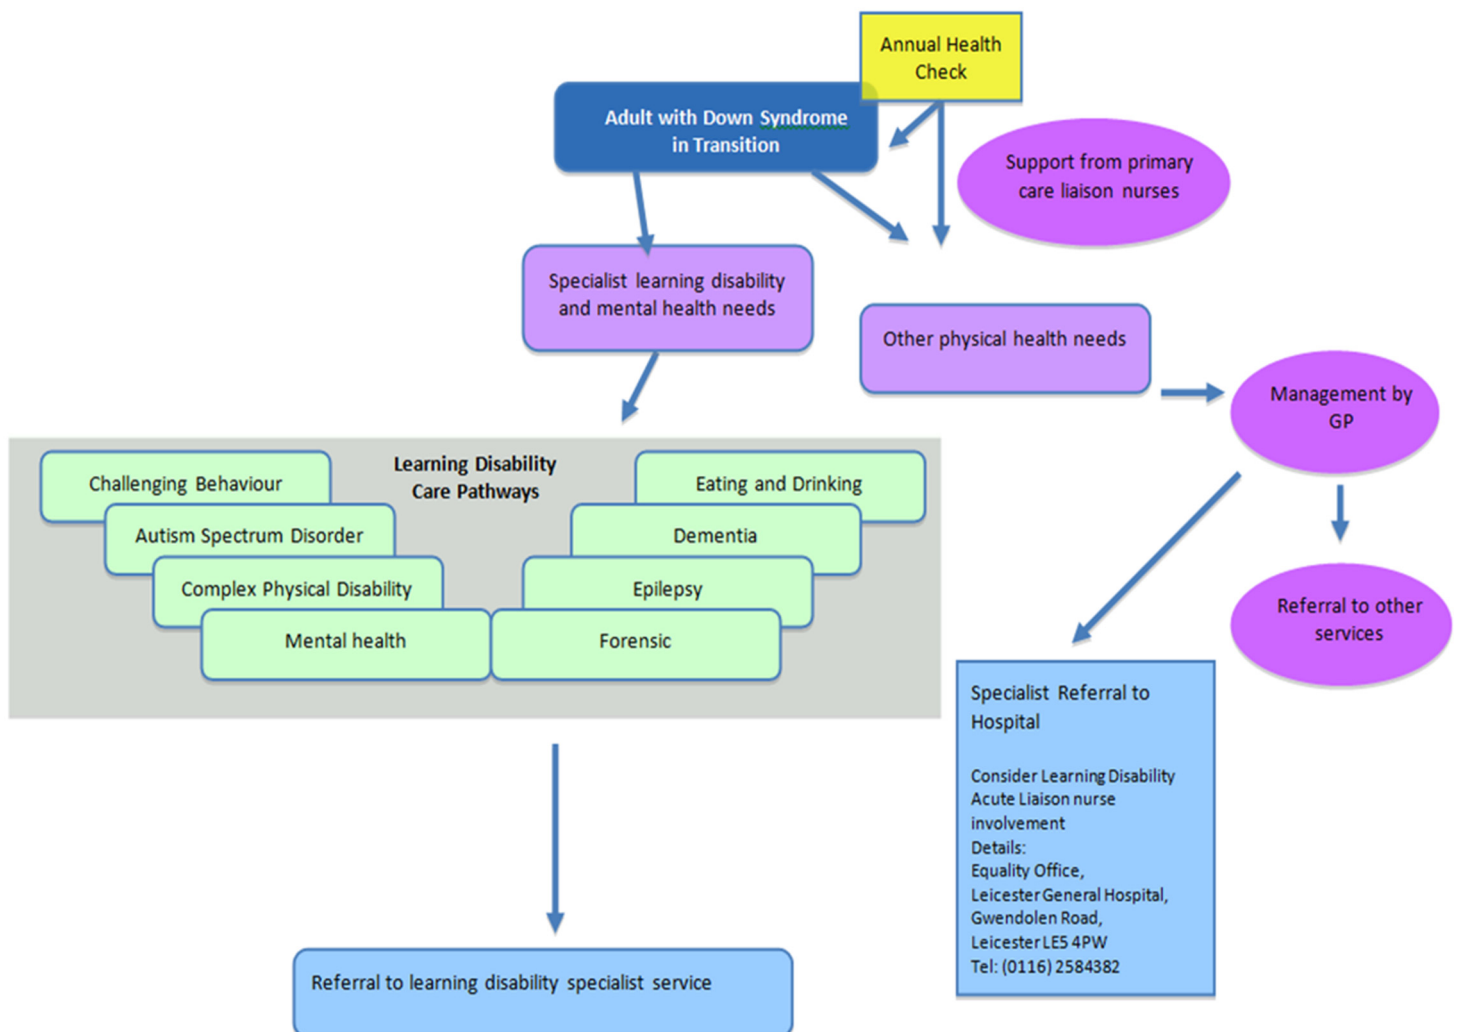 Annual Health
Check
Adult with Down Syndrome
in Transition
Support from primary
care liaison nurses
Specialist learning disability
and mental health needs
Other physical health needs
Management by
GP
Learning Disability
Care Pathways
Challenging Behaviour
Autism Spectrum Disorder
Complex Physical Disability
Mental health
Eating and Drinking
Dementia
Epilepsy
Forensic
Referral to other
services
Specialist Referral to
Hospital
Consider Learning Disability
Acute Liaison nurse
involvement
Details:
Equality Office,
Leicester General Hospital,
Gwendolen Road,
Leicester LE5 4PW
Tel: (0116) 2584382
Referral to learning disability specialist service